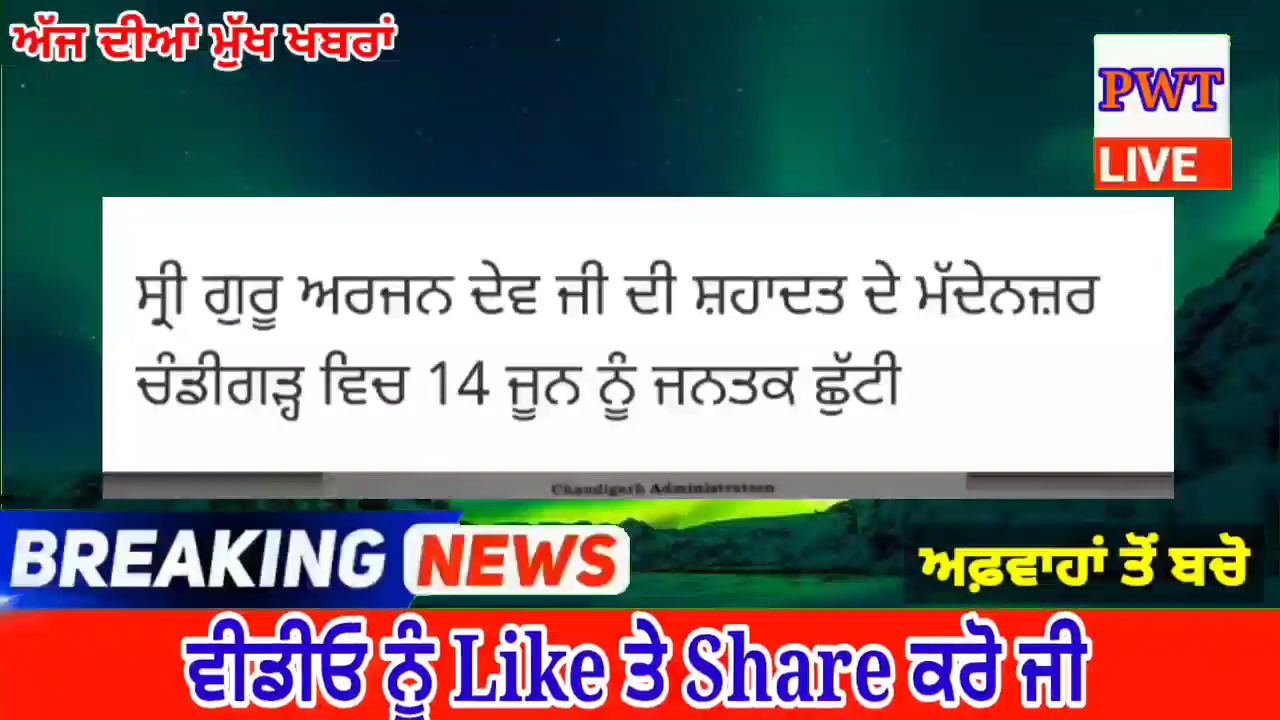 ਅੱਜ ਦੀਆਂ ਮੁੱਖ ਖਬਰਾਂ
PWT
LIVE
ਸ੍ਰੀ ਗੁਰੂ ਅਰਜਨ ਦੇਵ ਜੀ ਦੀ ਸ਼ਹਾਦਤ ਦੇ ਮੱਦੇਨਜ਼ਰ
ਚੰਡੀਗੜ੍ਹ ਵਿਚ 14 ਜੂਨ ਨੂੰ ਜਨਤਕ ਛੁੱਟੀ
Chandigarh Administration
BREAKING NEWS
ਅਫ਼ਵਾਹਾਂ ਤੋਂ ਬਚੋ
ਵੀਡੀਓ ਨੂੰ Like ਤੇ Share ਕਰੋ ਜੀ